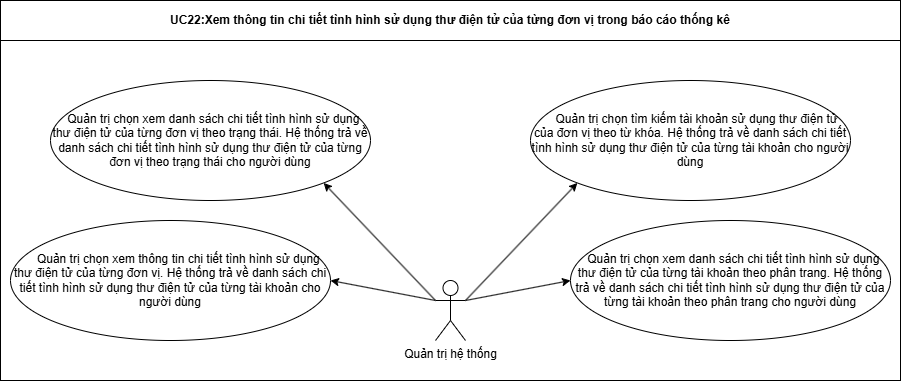 UC22:Xem thông tin chi tiết tình hình sử dụng thư điện tử của từng đơn vị trong báo cáo thống kê
Quản trị chọn xem danh sách chi tiết tình hình sử dụng
thư điện tử của từng đơn vị theo trạng thái. Hệ thống trả về
danh sách chi tiết tình hình sử dụng thư điện tử của từng
đơn vị theo trạng thái cho người dùng
Quản trị chọn tìm kiếm tài khoản sử dụng thư điện tử
của đơn vị theo từ khóa. Hệ thống trả về danh sách chi tiết
tình hình sử dụng thư điện tử của từng tài khoản cho người
dùng
Quản trị chọn xem thông tin chi tiết tình hình sử dụng
thư điện tử của từng đơn vị. Hệ thống trả về danh sách chi
tiết tình hình sử dụng thư điện tử của từng tài khoản cho
người dùng
Quản trị chọn xem danh sách chi tiết tình hình sử dụng
thư điện tử của từng tài khoản theo phân trang. Hệ thống
trả về danh sách chi tiết tình hình sử dụng thư điện tử của
từng tài khoản theo phân trang cho người dùng
Quản trị hệ thống